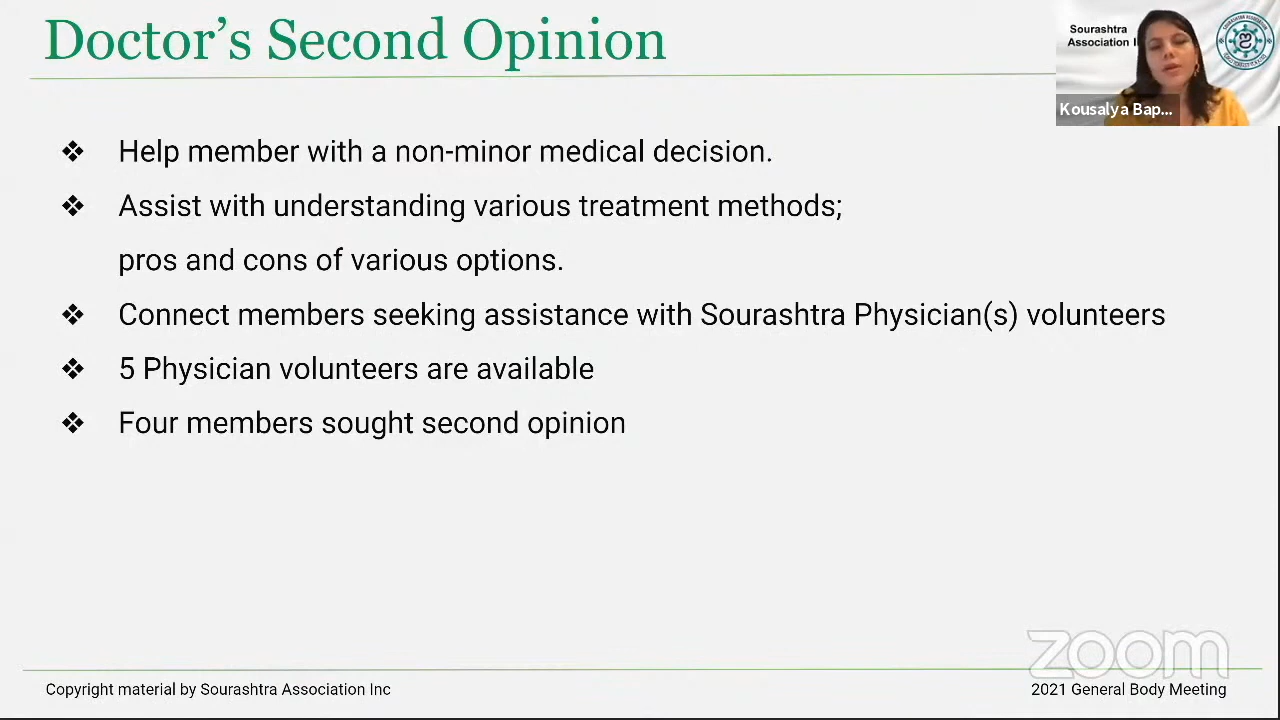 Doctor’s Second Opinion
Sourashtra
Association I
Kousalya Bap...
❖ Help member with a non-minor medical decision.
❖ Assist with understanding various treatment methods;
pros and cons of various options.
❖ Connect members seeking assistance with Sourashtra Physician(s) volunteers
❖ 5 Physician volunteers are available
❖ Four members sought second opinion
zoom
Copyright material by Sourashtra Association Inc
2021 General Body Meeting